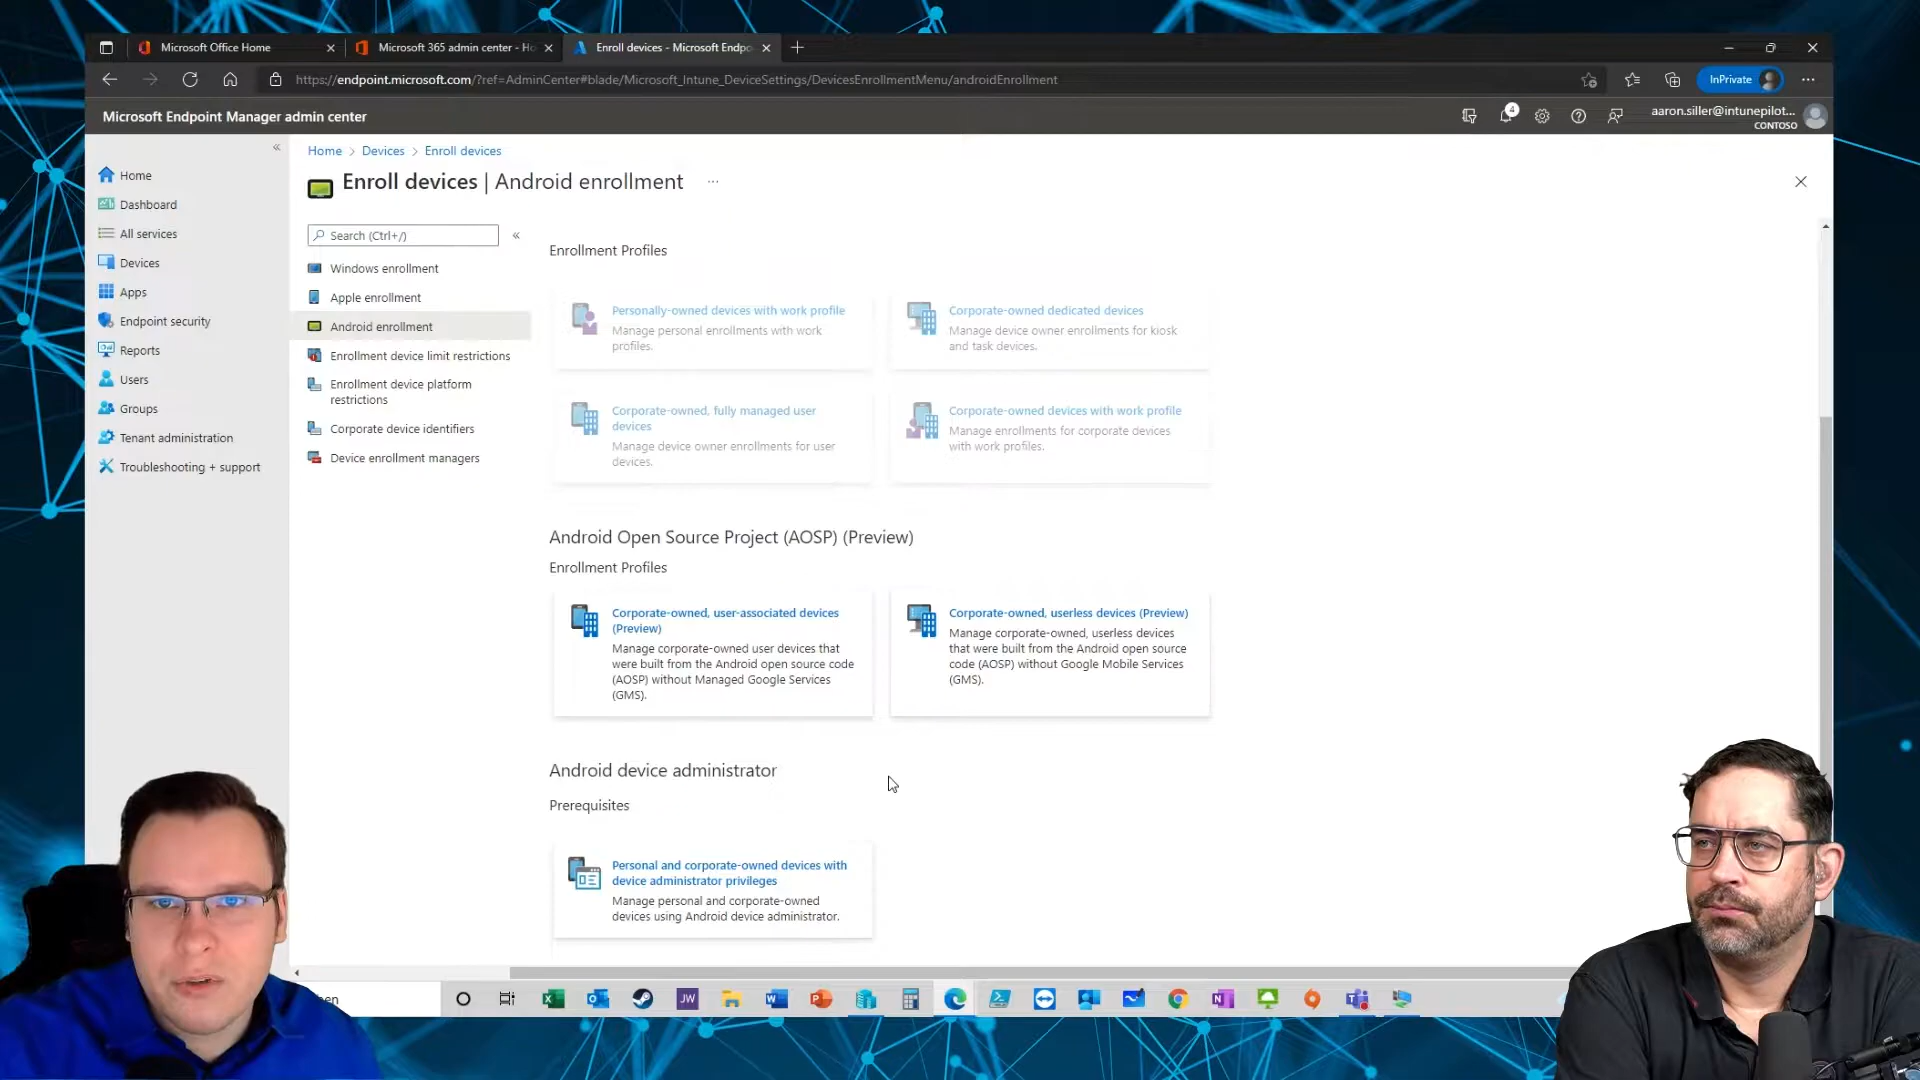 Microsoft Office Home
Microsoft 365 admin center - Ho
Enroll devices - Microsoft Endpo
https://endpoint.microsoft.com/?ref=AdminCenter#blade/Microsoft_Intune_DeviceSettings/DevicesEnrollmentMenu/androidEnrollment
InPrivate
Microsoft Endpoint Manager admin center
4
aaron.siller@intunepilot...
CONTOSO
Home
Dashboard
All services
Devices
Apps
Endpoint security
Reports
Users
Groups
Tenant administration
Troubleshooting + support
Home > Devices > Enroll devices
Enroll devices | Android enrollment ...
Search (Ctrl+/)
Windows enrollment
Apple enrollment
Android enrollment
Enrollment device limit restrictions
Enrollment device platform
restrictions
Corporate device identifiers
Device enrollment managers
Enrollment Profiles
Personally-owned devices with work profile
Manage personal enrollments with work
profiles.
Corporate-owned dedicated devices
Manage device owner enrollments for kiosk
and task devices.
Corporate-owned, fully managed user
devices
Manage device owner enrollments for user
devices.
Corporate-owned devices with work profile
Manage enrollments for corporate devices
with work profiles.
Android Open Source Project (AOSP) (Preview)
Enrollment Profiles
Corporate-owned, user-associated devices
(Preview)
Manage corporate-owned user devices that
were built from the Android open source code
(AOSP) without Managed Google Services
(GMS).
Corporate-owned, userless devices (Preview)
Manage corporate-owned, userless devices
that were built from the Android open source
code (AOSP) without Google Mobile Services
(GMS).
Android device administrator
Prerequisites
Personal and corporate-owned devices with
device administrator privileges
Manage personal and corporate-owned
devices using Android device administrator.
en
JW